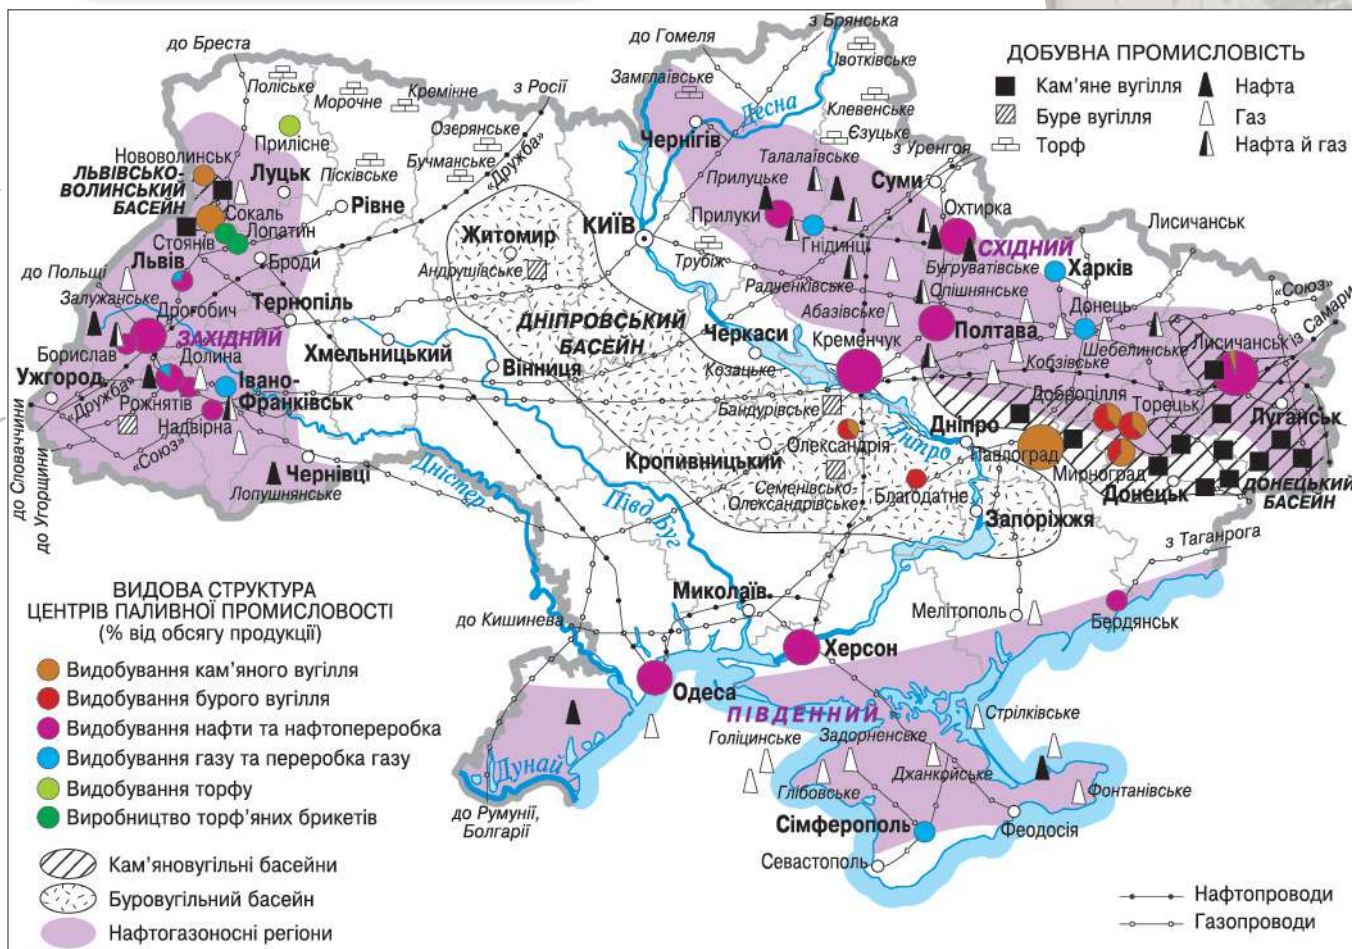 до Бреста
з Брянська
до Гомеля
Івотківське
ДОБУВНА ПРОМИСЛОВІСТЬ
Кам'яне вугілля
Буре вугілля
Торф
Нафта
Газ
Нафта й газ
Поліське
Морочне
Кремінне
з Росії
Замглаївське
Десна
Клевенське
Єзуцьке
Прилісне
Озерянське
Бучманське
«Дружба»
Чернігів
з Уренгоя
Нововолинськ
ЛЬВІВСЬКО-
ВОЛИНСЬКИЙ
БАСЕЙН
Луцьк
Пісківське
Талалаївське
Прилуцьке
Суми
Рівне
Сокаль
Лопатин
Стоянів
Броди
Житомир
Андрушівське
КИЇВ
Трубіж
Прилуки
Гнідинці
Охтирка
Лисичанськ
СХІДНИЙ
Бугруватівське
Харків
до Польщі
Львів
Залужанське
Дрогобич
Тернопіль
Радченківське
Опішнянське
Донець
«Союз»
Абазівське
ДНІПРОВСЬКИЙ
БАСЕЙН
Черкаси
Кременчук
Полтава
Кобзівське
Шебелинське
Лисичанськ
із Самари
ЗАХІДНИЙ
Борислав
Долина
Хмельницький
Вінниця
Козацьке
Ужгород
«Дружба»
Рожнятів
Івано-
Франківськ
Надвірна
«Союз»
Бандурівське
Олександрія
Дніпро
Дніпро
Добропілля
Торецьк
Луганськ
Павлоград
Мирноград
Донецьк
ДОНЕЦЬКИЙ
БАСЕЙН
до Словаччини
до Угорщини
Чернівці
Лопушнянське
Дністер
Півд Буг
Кропивницький
Семенівсько-
Олександрівське
Благодатне
Запоріжжя
з Таганрога
ВИДОВА СТРУКТУРА
ЦЕНТРІВ ПАЛИВНОЇ ПРОМИСЛОВОСТІ
(% від обсягу продукції)
Видобування кам'яного вугілля
Видобування бурого вугілля
Видобування нафти та нафтопереробка
Видобування газу та переробка газу
Видобування торфу
Виробництво торф'яних брикетів
Кам'яновугільні басейни
Буровугільний басейн
Нафтогазоносні регіони
до Кишинева
Миколаїв
Мелітополь
Бердянськ
Херсон
Одеса
ПІВДЕННИЙ
Голіцинське
Задорненське
Стрілківське
Джанкойське
Глібовське
Фонтанівське
Дунай
до Румунії,
Болгарії
Сімферополь
Феодосія
Севастополь
Нафтопроводи
Газопроводи